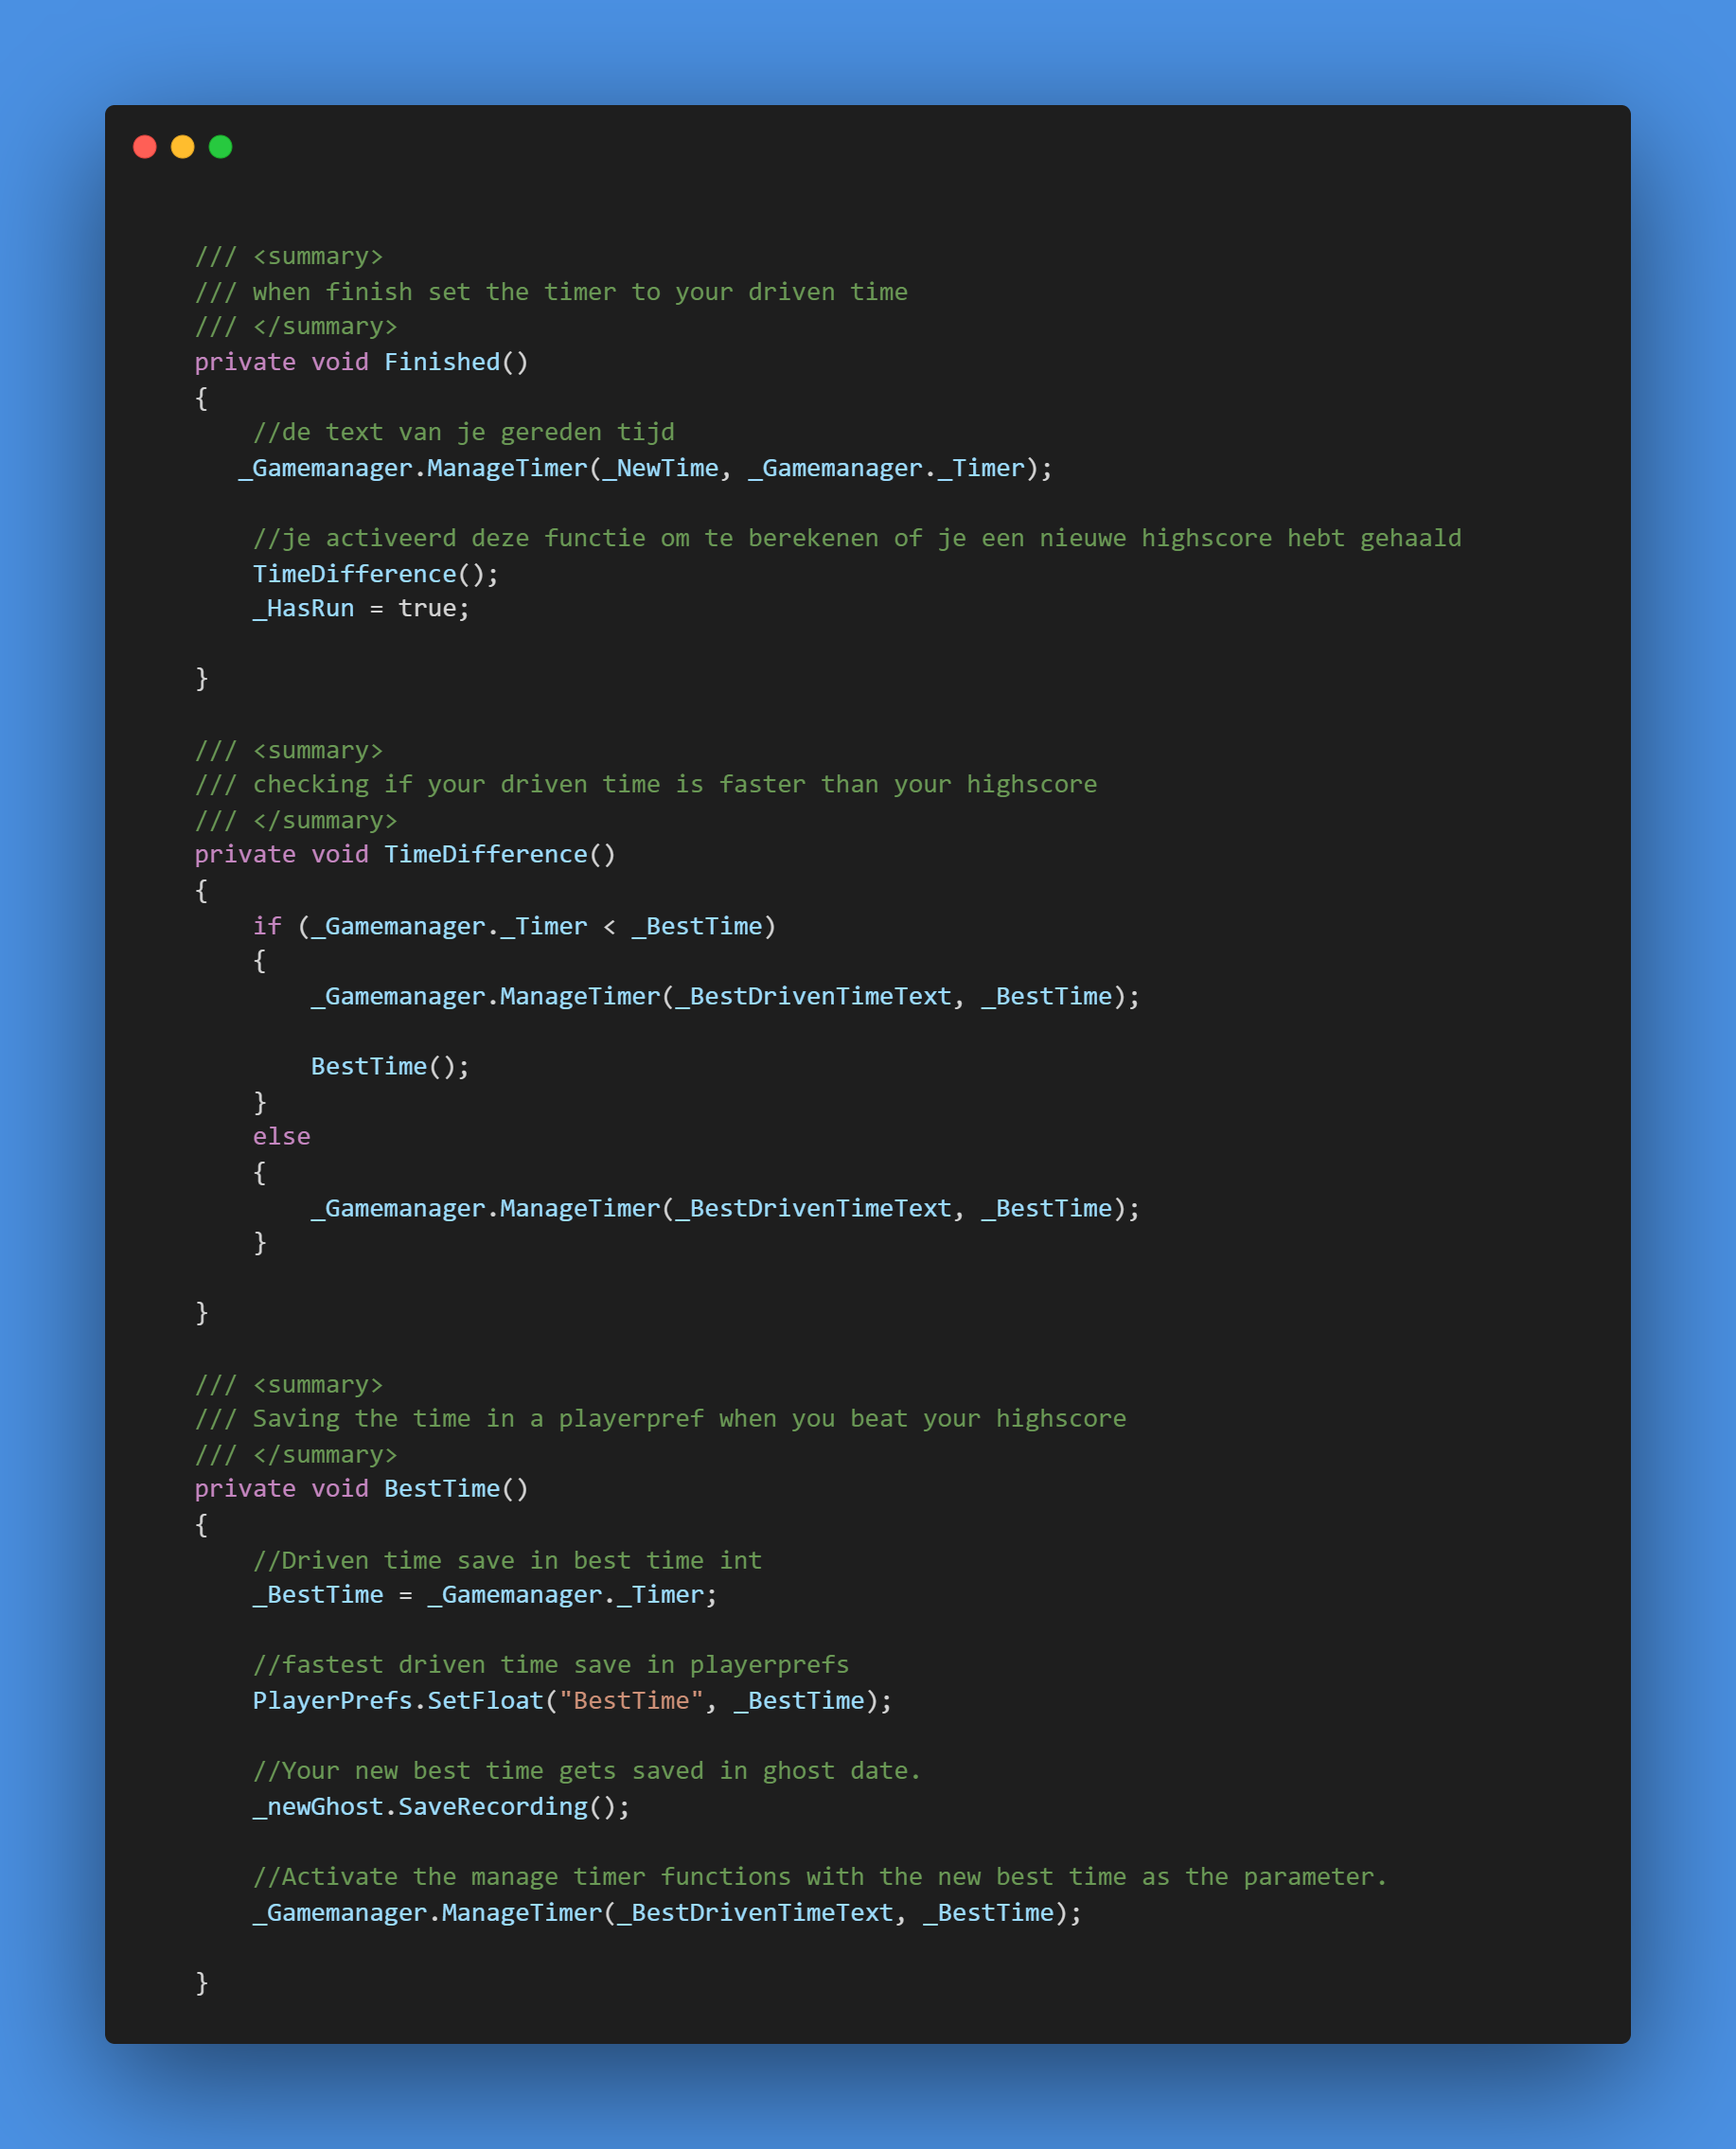 /// <summary>
/// when finish set the timer to your driven time
/// </summary>
private void Finished()
{
//de text van je gereden tijd
_Gamemanager.ManageTimer(_NewTime, _Gamemanager._Timer);
//je activeerd deze functie om te berekenen of je een nieuwe highscore hebt gehaald
TimeDifference();
_HasRun = true;
}
/// <summary>
/// checking if your driven time is faster than your highscore
/// </summary>
private void TimeDifference()
{
if (_Gamemanager._Timer < _BestTime)
{
_Gamemanager.ManageTimer(_BestDrivenTimeText, _BestTime);
BestTime();
}
else
{
_Gamemanager.ManageTimer(_BestDrivenTimeText, _BestTime);
}
}
/// <summary>
/// Saving the time in a playerpref when you beat your highscore
/// </summary>
private void BestTime()
{
//Driven time save in best time int
_BestTime = _Gamemanager._Timer;
//fastest driven time save in playerprefs
PlayerPrefs.SetFloat("BestTime", _BestTime);
//Your new best time gets saved in ghost date.
_newGhost.SaveRecording();
//Activate the manage timer functions with the new best time as the parameter.
_Gamemanager.ManageTimer(_BestDrivenTimeText, _BestTime);
}